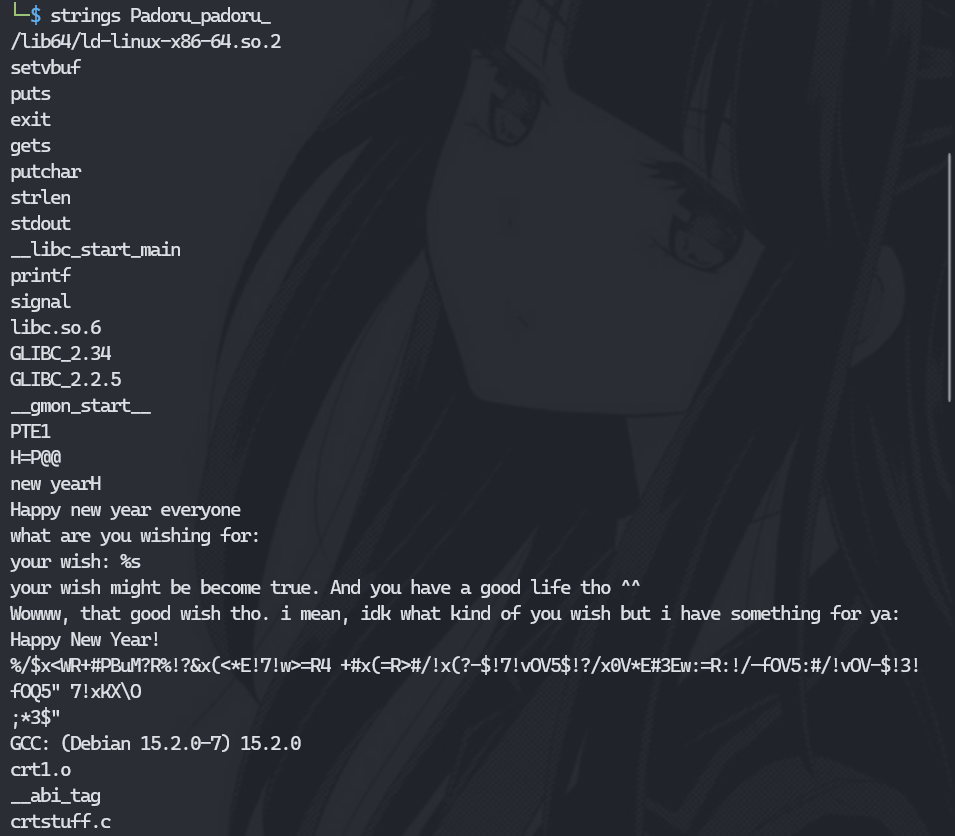 └─$ strings Padoru_padoru_
/lib64/ld-linux-x86-64.so.2
setvbuf
puts
exit
gets
putchar
strlen
stdout
__libc_start_main
printf
signal
libc.so.6
GLIBC_2.34
GLIBC_2.2.5
__gmon_start__
PTE1
H=P@@
new yearH
Happy new year everyone
what are you wishing for:
your wish: %s
your wish might be become true. And you have a good life tho ^^
Wowww, that good wish tho. i mean, idk what kind of you wish but i have something for ya:
Happy New Year!
%/$x<WR+#PBuM?R%!?&x(<*E!7!w>=R4 +#x(=R>#/!x(?-$!7!vOV5$!?/x0V*E#3Ew:=R:!/-fOV5:#/!vOV-$!3!
fOQ5" 7!xKX\O
;*3$"
GCC: (Debian 15.2.0-7) 15.2.0
crt1.o
__abi_tag
crtstuff.c